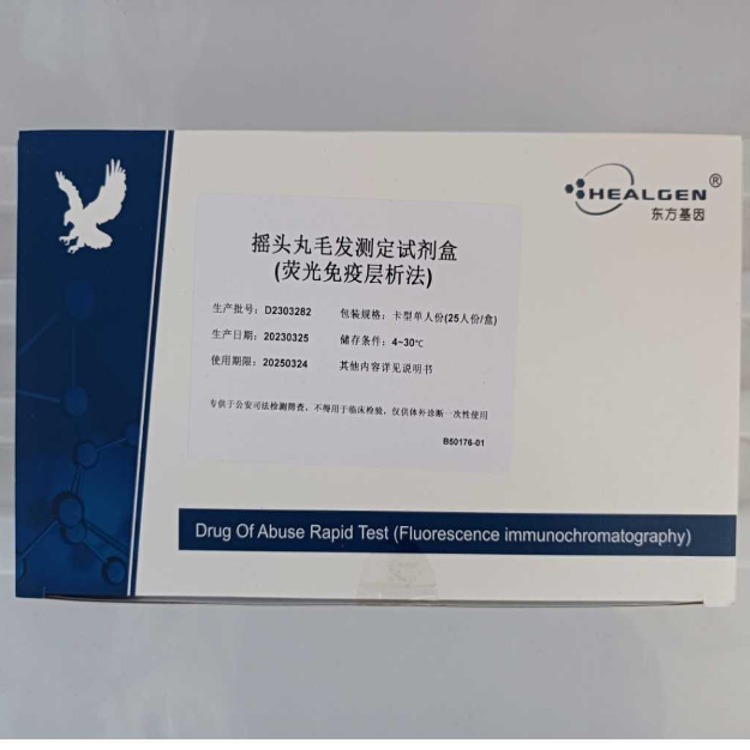 HEALGEN®
东方基因
摇头丸毛发测定试剂盒
(荧光免疫层析法)
生产批号：D2303282 包装规格：卡型单人份(25人份/盒)
生产日期：20230325 储存条件：4~30℃
使用期限：20250324 其他内容详见说明书
专供于公安司法检测筛查，不得用于临床检验，仅供体外诊断一次性使用
B50176-01
Drug Of Abuse Rapid Test (Fluorescence immunochromatography)